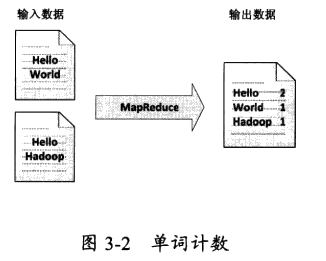 输入数据
输出数据
Hello
World
MapReduce
Hello 2
World 1
Hadoop 1
Hello
Hadoop
图 3-2 单词计数